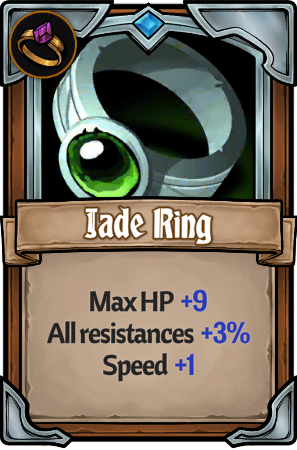 Jade Ring
Max HP +9
All resistances +3%
Speed +1